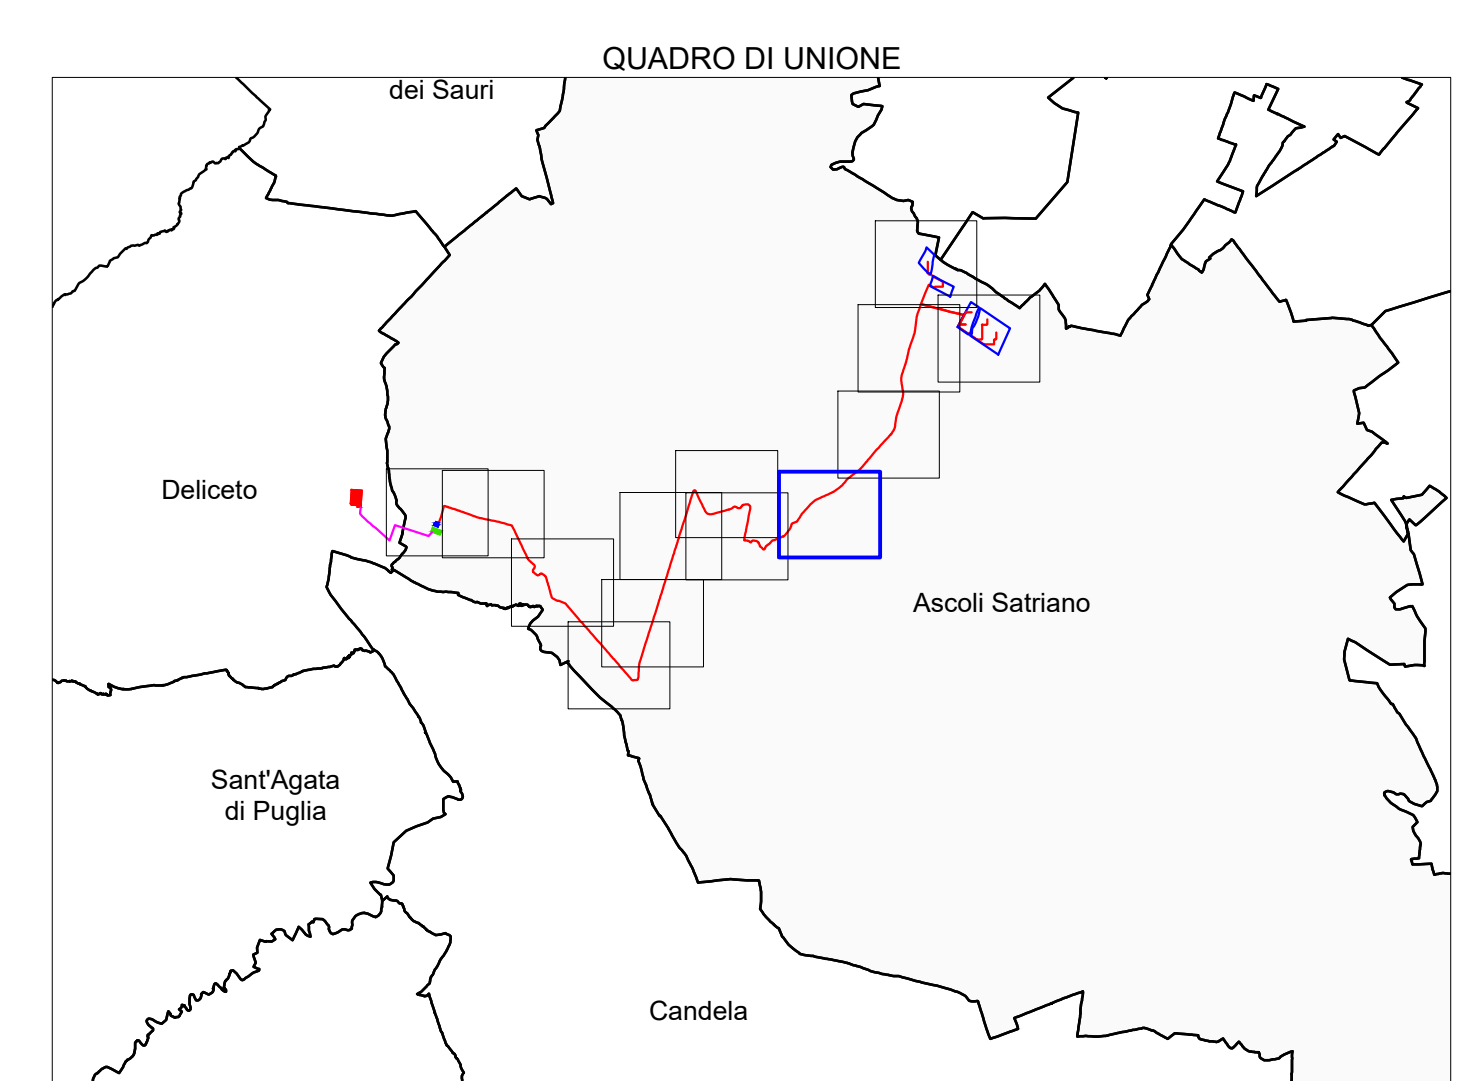 QUADRO DI UNIONE
dei Sauri
Deliceto
Ascoli Satriano
Sant'Agata
di Puglia
Candela